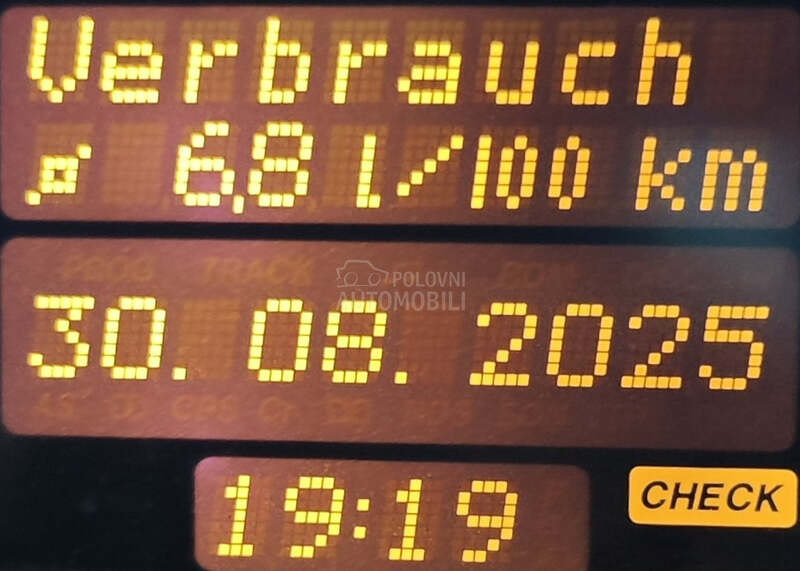 Verbrauch
⌀ 6,8 l/100 km
POLOVNI
AUTOMOBILI
30. 08. 2025
19:19
CHECK